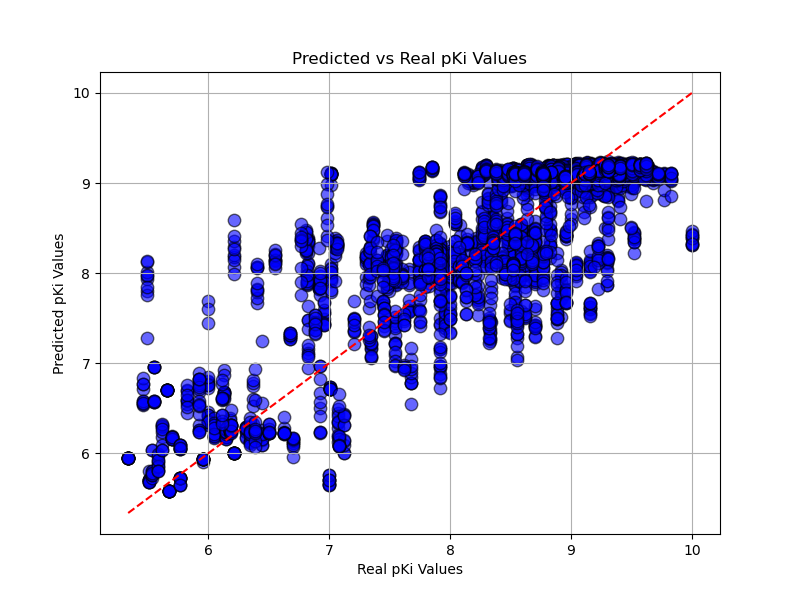 Predicted vs Real pKi Values
Predicted pKi Values
10
9
8
7
6
6 7 8 9 10
Real pKi Values